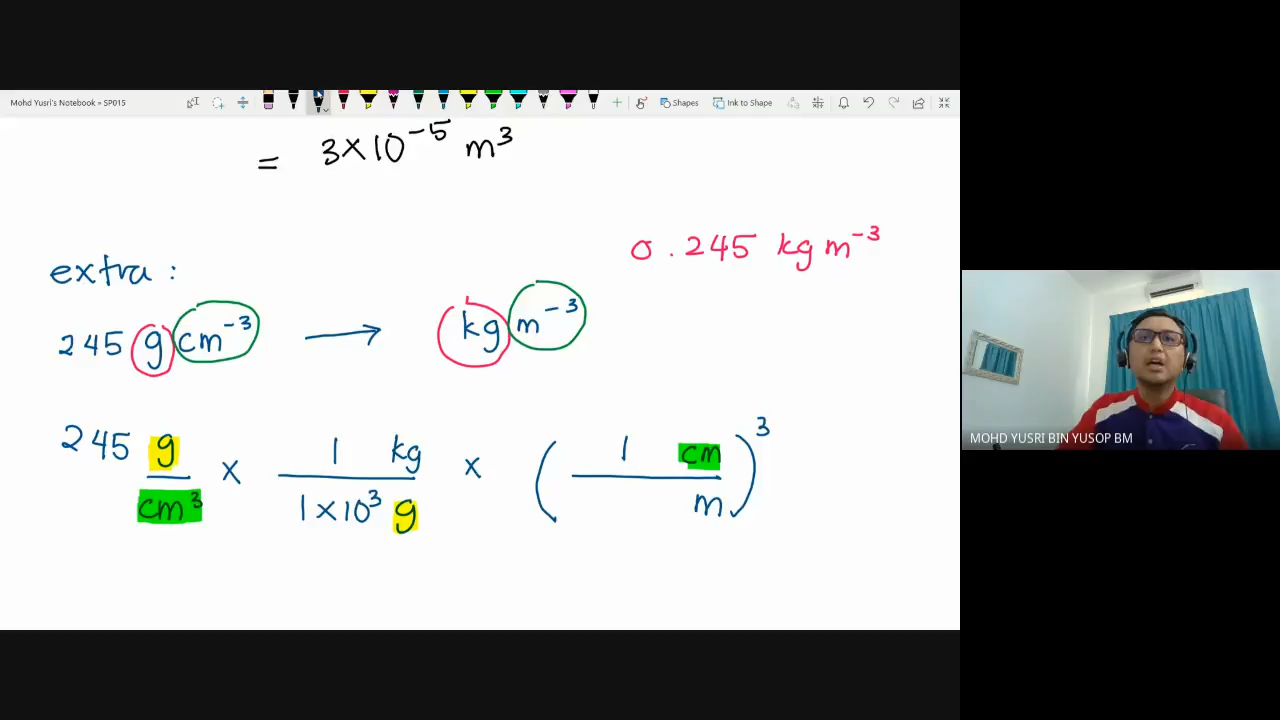 Mohd Yusri's Notebook » SP015
Shapes
Ink to Shape
= 3×10⁻⁵ m³
0.245 kg m⁻³
extra :
245 g cm⁻³ → kg m⁻³
245 g/cm³ × 1 kg/1×10³ g × (1 cm/m)³
MOHD YUSRI BIN YUSOP BM